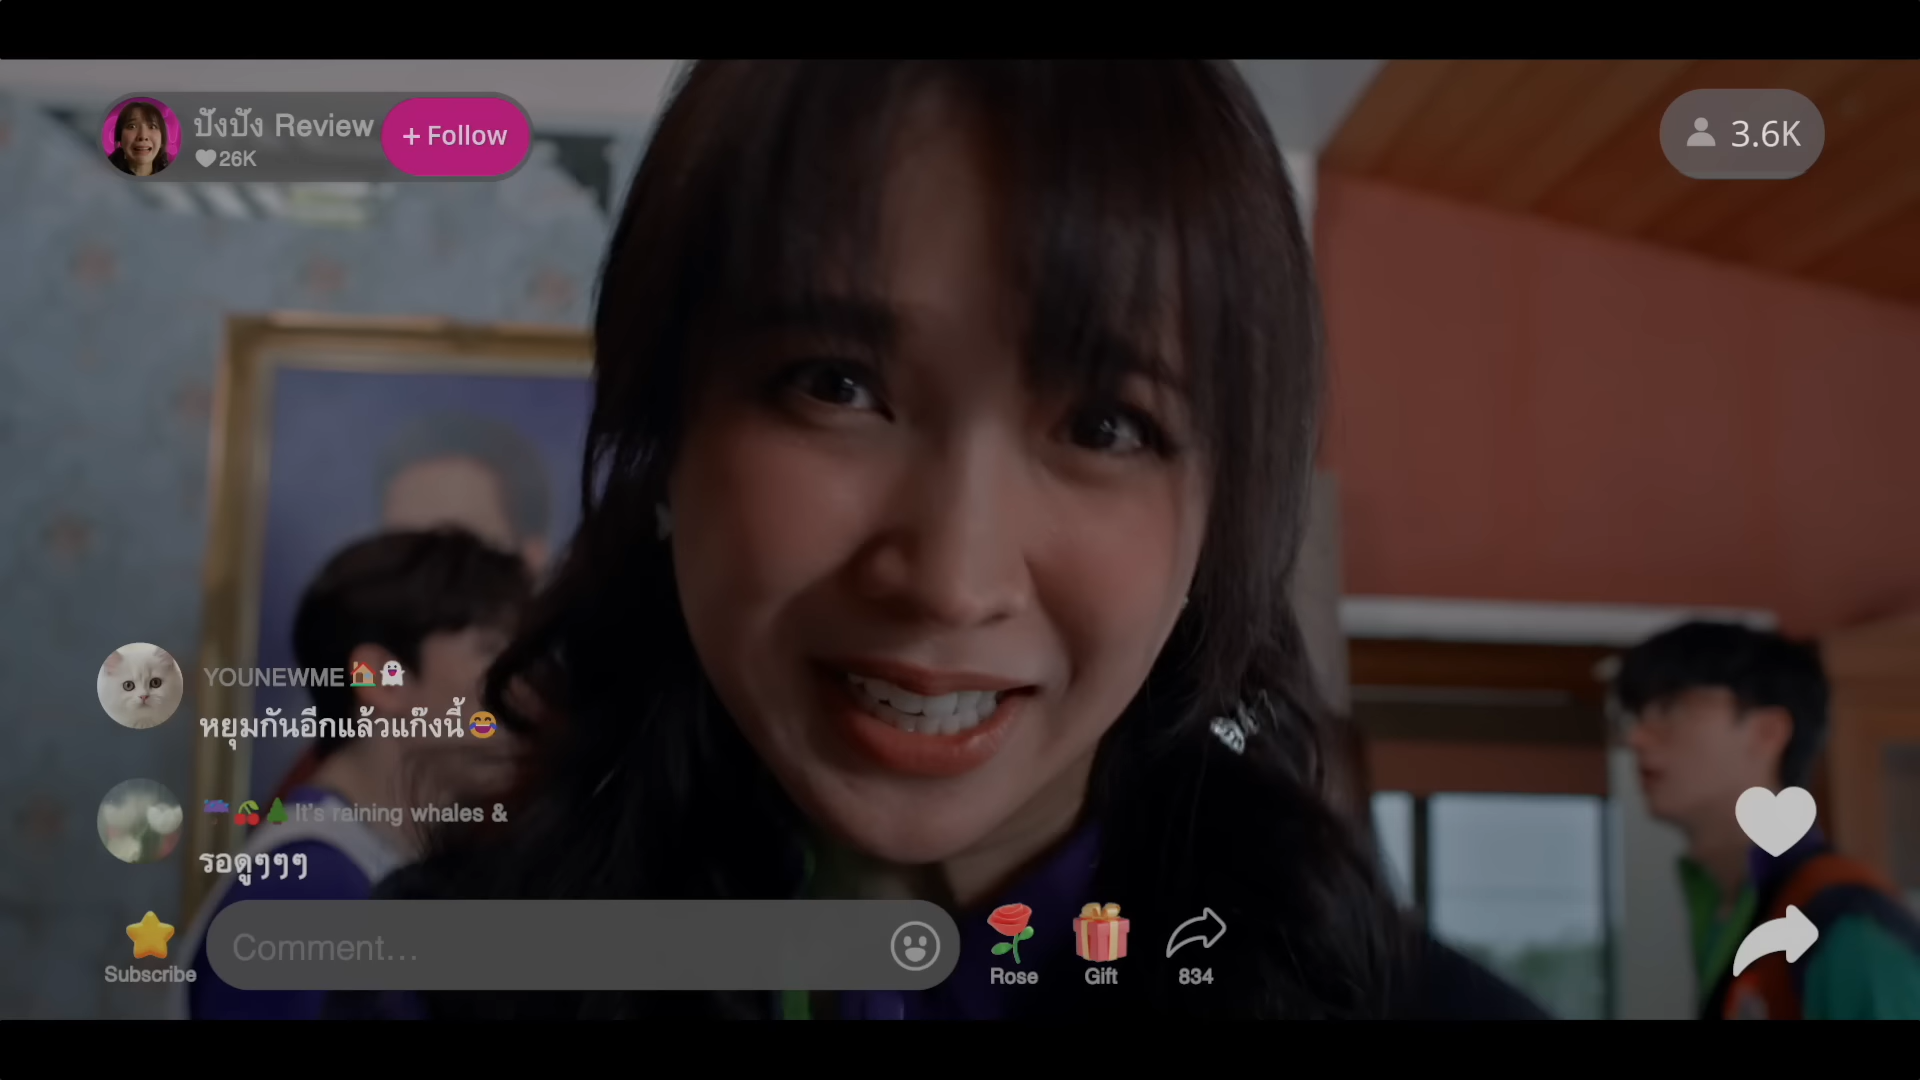 ปังปัง Review
26K
+ Follow
3.6K
YOUNEWME
หยุมกันอีกแล้วแก๊งนี้
It's raining whales &
รอดูๆๆๆ
Subscribe
Comment...
Rose
Gift
834